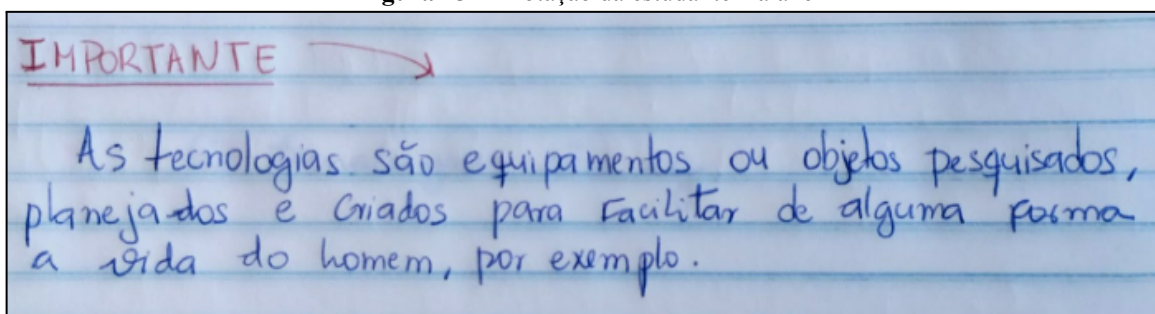 IMPORTANTE
As tecnologias são equipamentos ou objetos pesquisados,
planejados e criados para facilitar de alguma forma
a vida do homem, por exemplo.